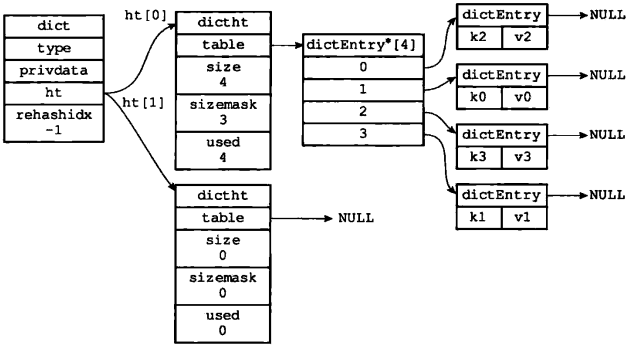 dict
type
privdata
ht
rehashidx
-1
ht[0]
ht[1]
dictht
table
size
4
sizemask
3
used
4
dictht
table
NULL
size
0
sizemask
0
used
0
dictEntry*[4]
0
1
2
3
dictEntry
NULL
k2 v2
dictEntry
NULL
k0 v0
dictEntry
NULL
k3 v3
dictEntry
NULL
k1 v1